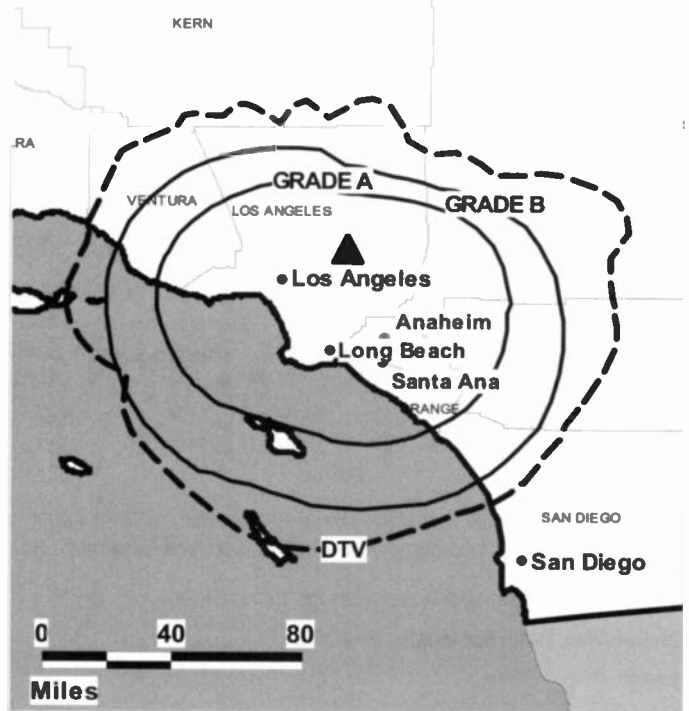 KERN
RA
VENTURA
GRADE A
LOS ANGELES
GRADE B
Los Angeles
Anaheim
Long Beach
Santa Ana
ORANGE
SAN DIEGO
DTV
San Diego
0 40 80
Miles